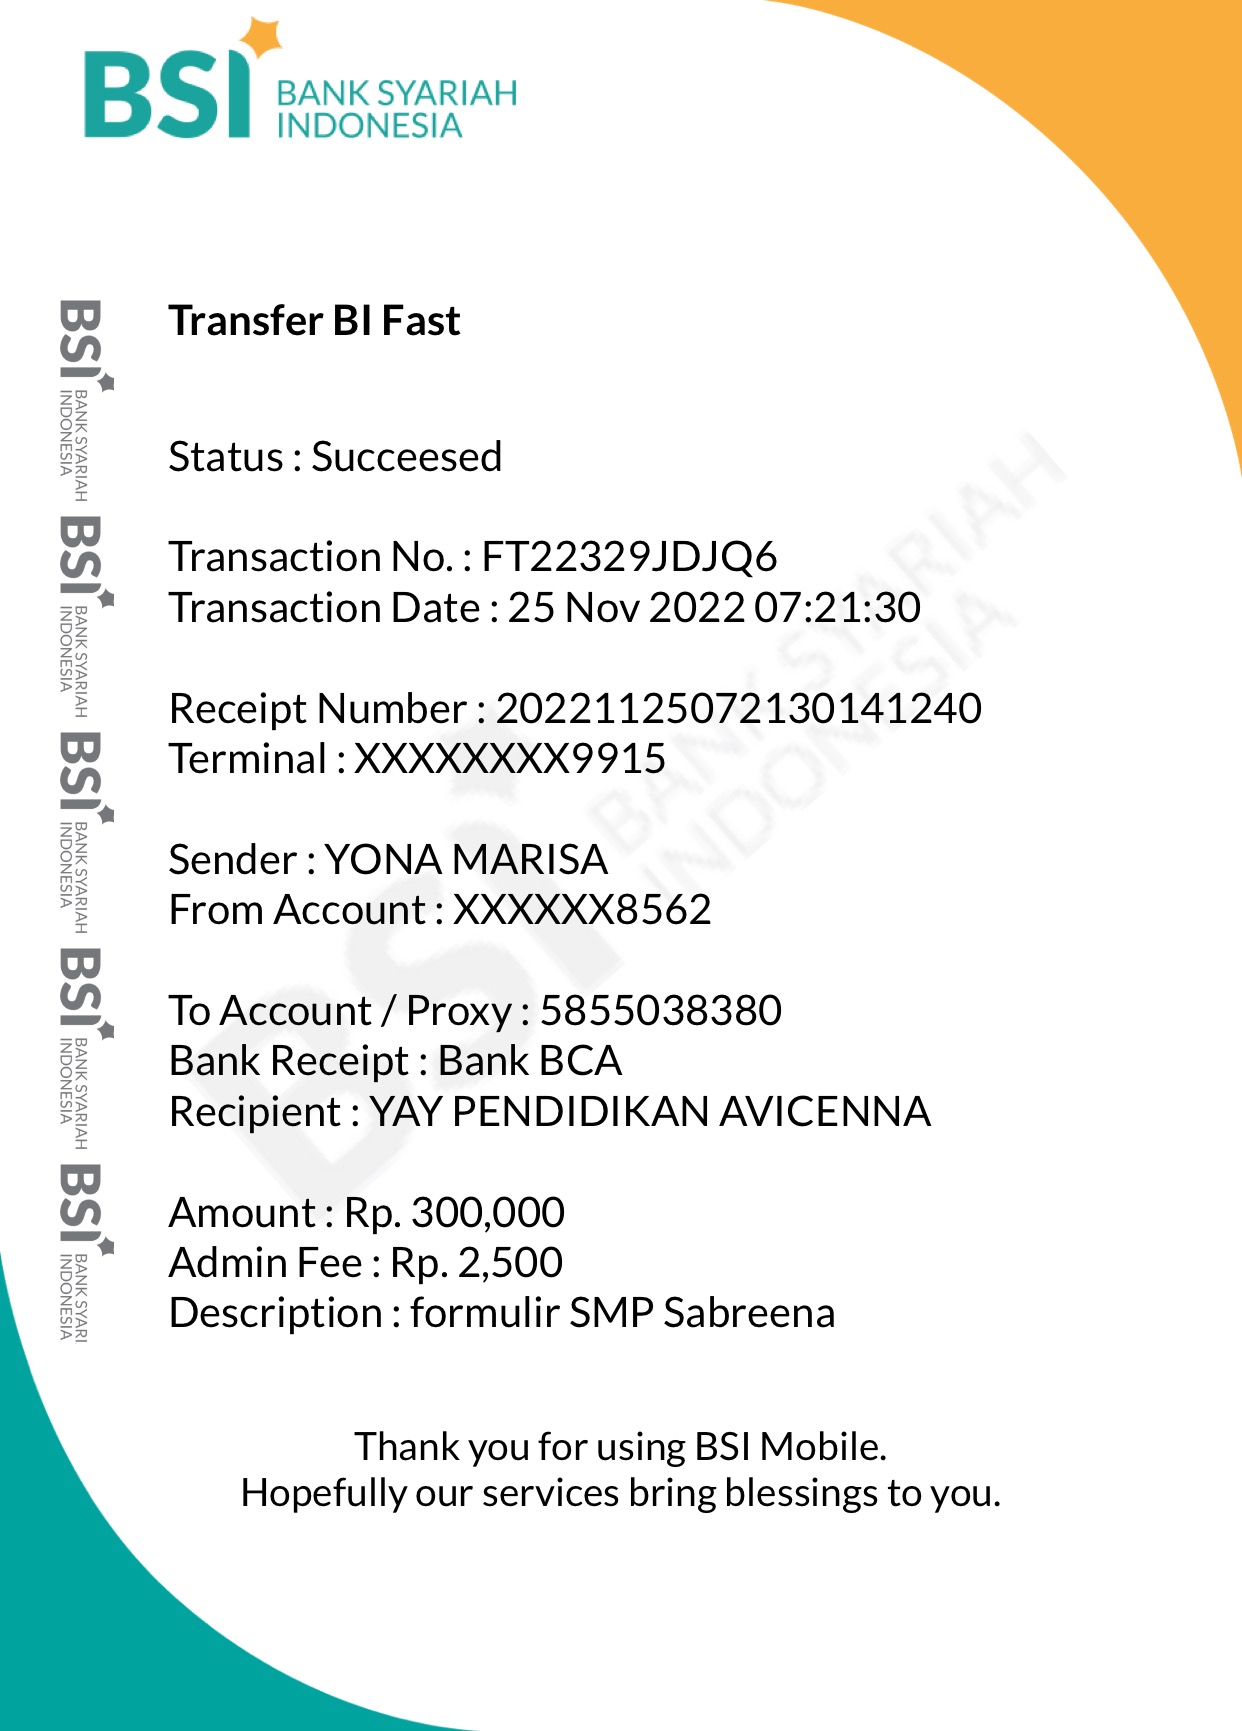 BSI BANK SYARIAH
INDONESIA
Transfer BI Fast
Status : Succeesed
Transaction No. : FT22329JDJQ6
Transaction Date : 25 Nov 2022 07:21:30
Receipt Number : 20221125072130141240
Terminal : XXXXXXXX9915
Sender : YONA MARISA
From Account : XXXXXX8562
To Account / Proxy : 5855038380
Bank Receipt : Bank BCA
Recipient : YAY PENDIDIKAN AVICENNA
Amount : Rp. 300,000
Admin Fee : Rp. 2,500
Description : formulir SMP Sabreena
Thank you for using BSI Mobile.
Hopefully our services bring blessings to you.
BSI BANK SYARIAH
INDONESIA
BSI BANK SYARIAH
INDONESIA
BSI BANK SYARIAH
INDONESIA
BSI BANK SYARIAH
INDONESIA
BSI BANK SYARI
INDONESIA
BSI BANK SYARIAH
INDONESIA